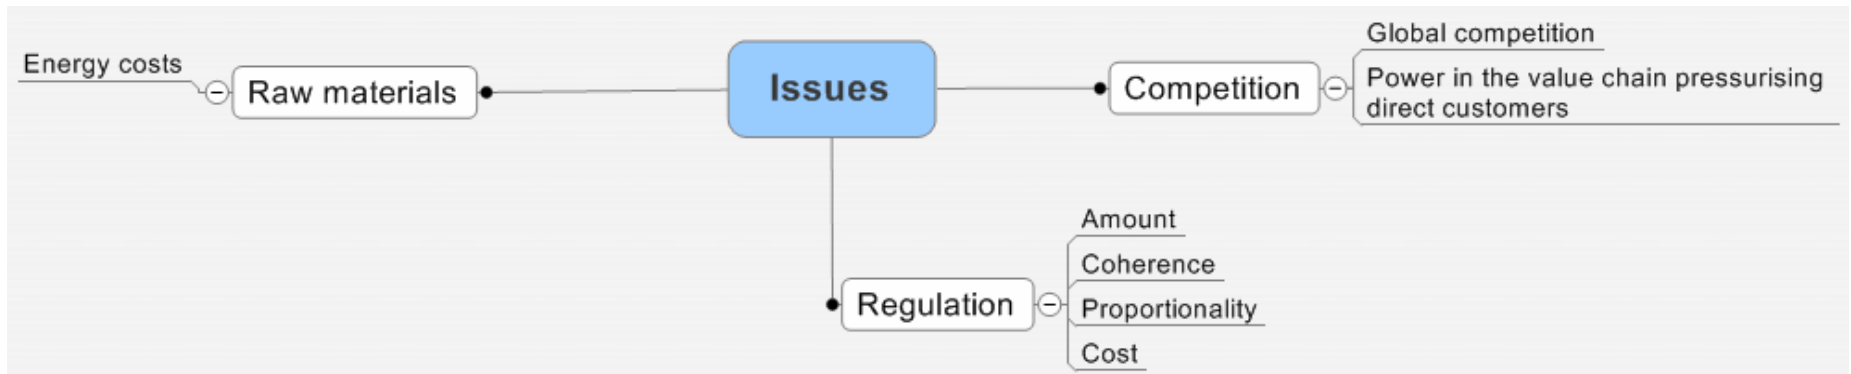 Energy costs
Raw materials
Issues
Competition
Global competition
Power in the value chain pressurising
direct customers
Regulation
Amount
Coherence
Proportionality
Cost